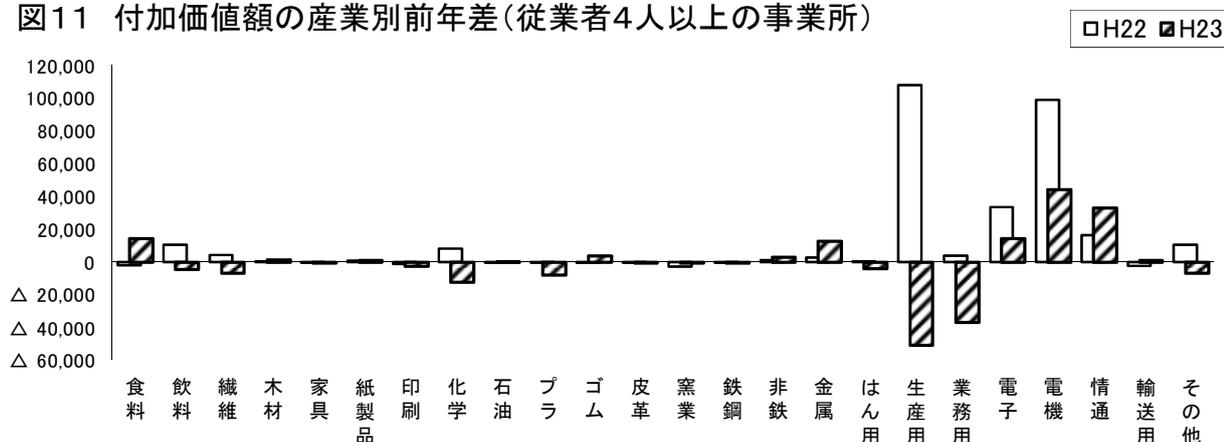 図11 付加価値額の産業別前年差(従業者4人以上の事業所)
H22 H23
120,000
100,000
80,000
60,000
40,000
20,000
0
△ 20,000
△ 40,000
△ 60,000
食料
飲料
繊維
木材
家具
紙製品
印刷
化学
石油
プラ
ゴム
皮革
窯業
鉄鋼
非鉄
金属
はん用
生産用
業務用
電子
電機
情通
輸送用
その他